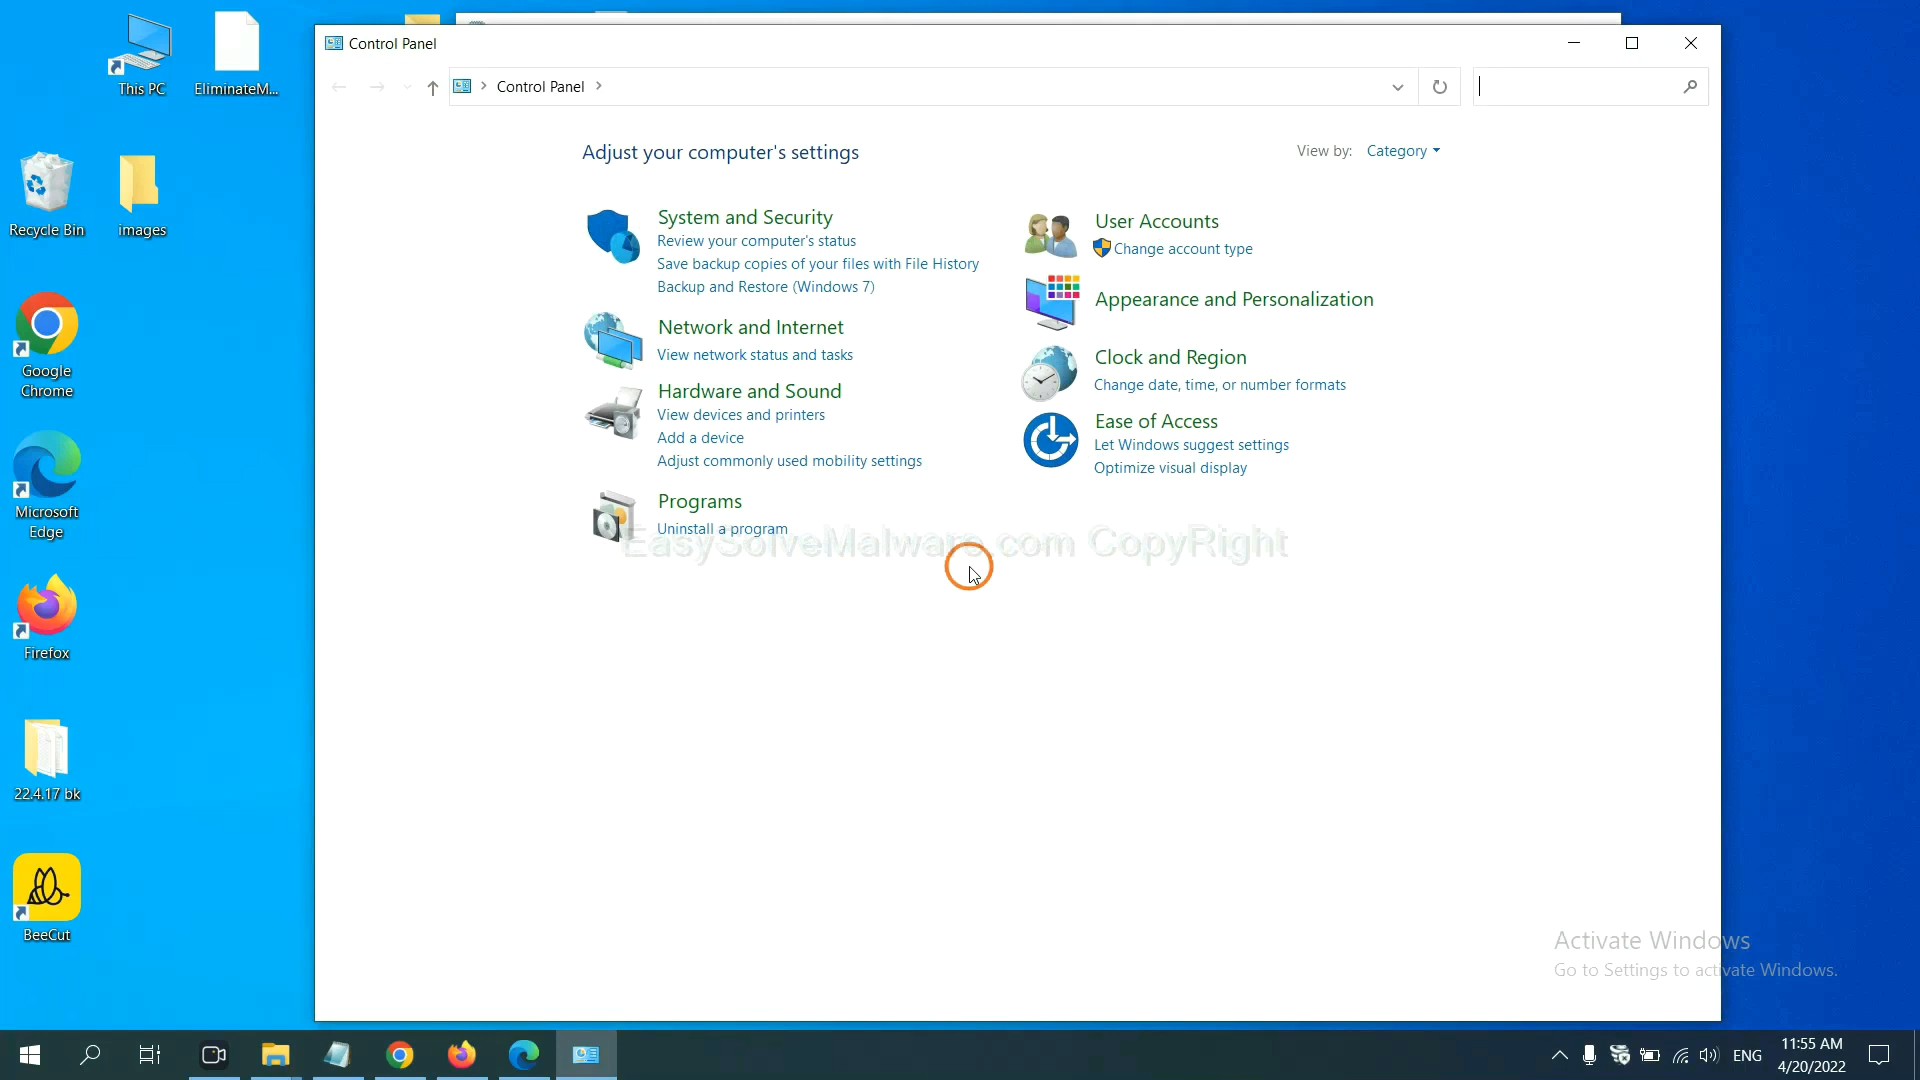 Control Panel
Control Panel
Adjust your computer's settings
View by: Category
System and Security
Review your computer's status
Save backup copies of your files with File History
Backup and Restore (Windows 7)
Network and Internet
View network status and tasks
Hardware and Sound
View devices and printers
Add a device
Adjust commonly used mobility settings
Programs
Uninstall a program
User Accounts
Change account type
Appearance and Personalization
Clock and Region
Change date, time, or number formats
Ease of Access
Let Windows suggest settings
Optimize visual display
EasySolveMalware.com CopyRight
This PC
EliminateM...
Recycle Bin
images
Google
Chrome
Microsoft
Edge
Firefox
22.4.17 bk
BeeCut
Activate Windows
Go to Settings to activate Windows.
ENG
11:55 AM
4/20/2022